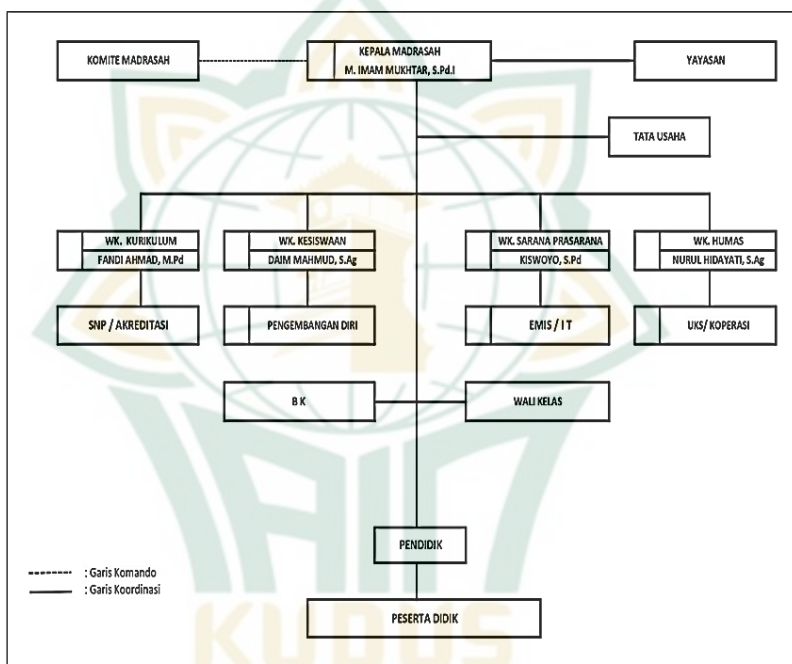 KOMITE MADRASAH
KEPALA MADRASAH
M. IMAM MUKHTAR, S.Pd.I
YAYASAN
TATA USAHA
WK. KURIKULUM
FANDI AHMAD, M.Pd
WK. KESISWAAN
DAIM MAHMUD, S.Ag
WK. SARANA PRASARANA
KISWOYO, S.Pd
WK. HUMAS
NURUL HIDAYATI, S.Ag
SNP / AKREDITASI
PENGEMBANGAN DIRI
EMIS / I T
UKS/ KOPERASI
B K
WALI KELAS
PENDIDIK
: Garis Komando
: Garis Koordinasi
PESERTA DIDIK
IAIN
KUDUS